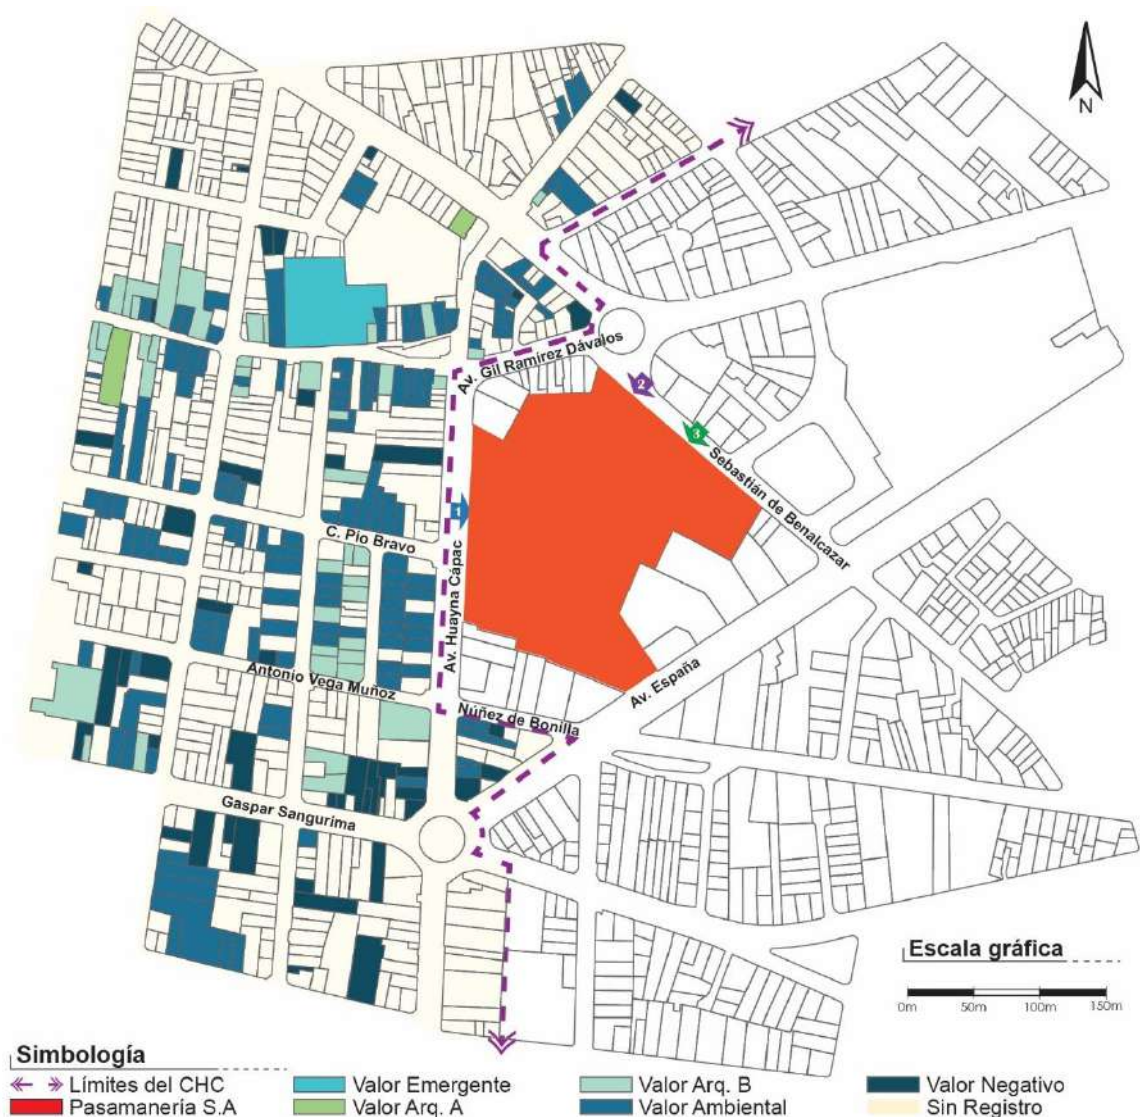 N
Av. Gil Ramírez Dávalos
2
3
Sebastián de Benalcazar
1
C. Pío Bravo
Av. Huayna Cápac
Antonio Vega Muñoz
Av. España
Núñez de Bonilla
Gaspar Sangurima
Escala gráfica
0m 50m 100m 150m
Simbología
Límites del CHC Valor Emergente Valor Arq. B Valor Negativo
Pasamanería S.A Valor Arq. A Valor Ambiental Sin Registro